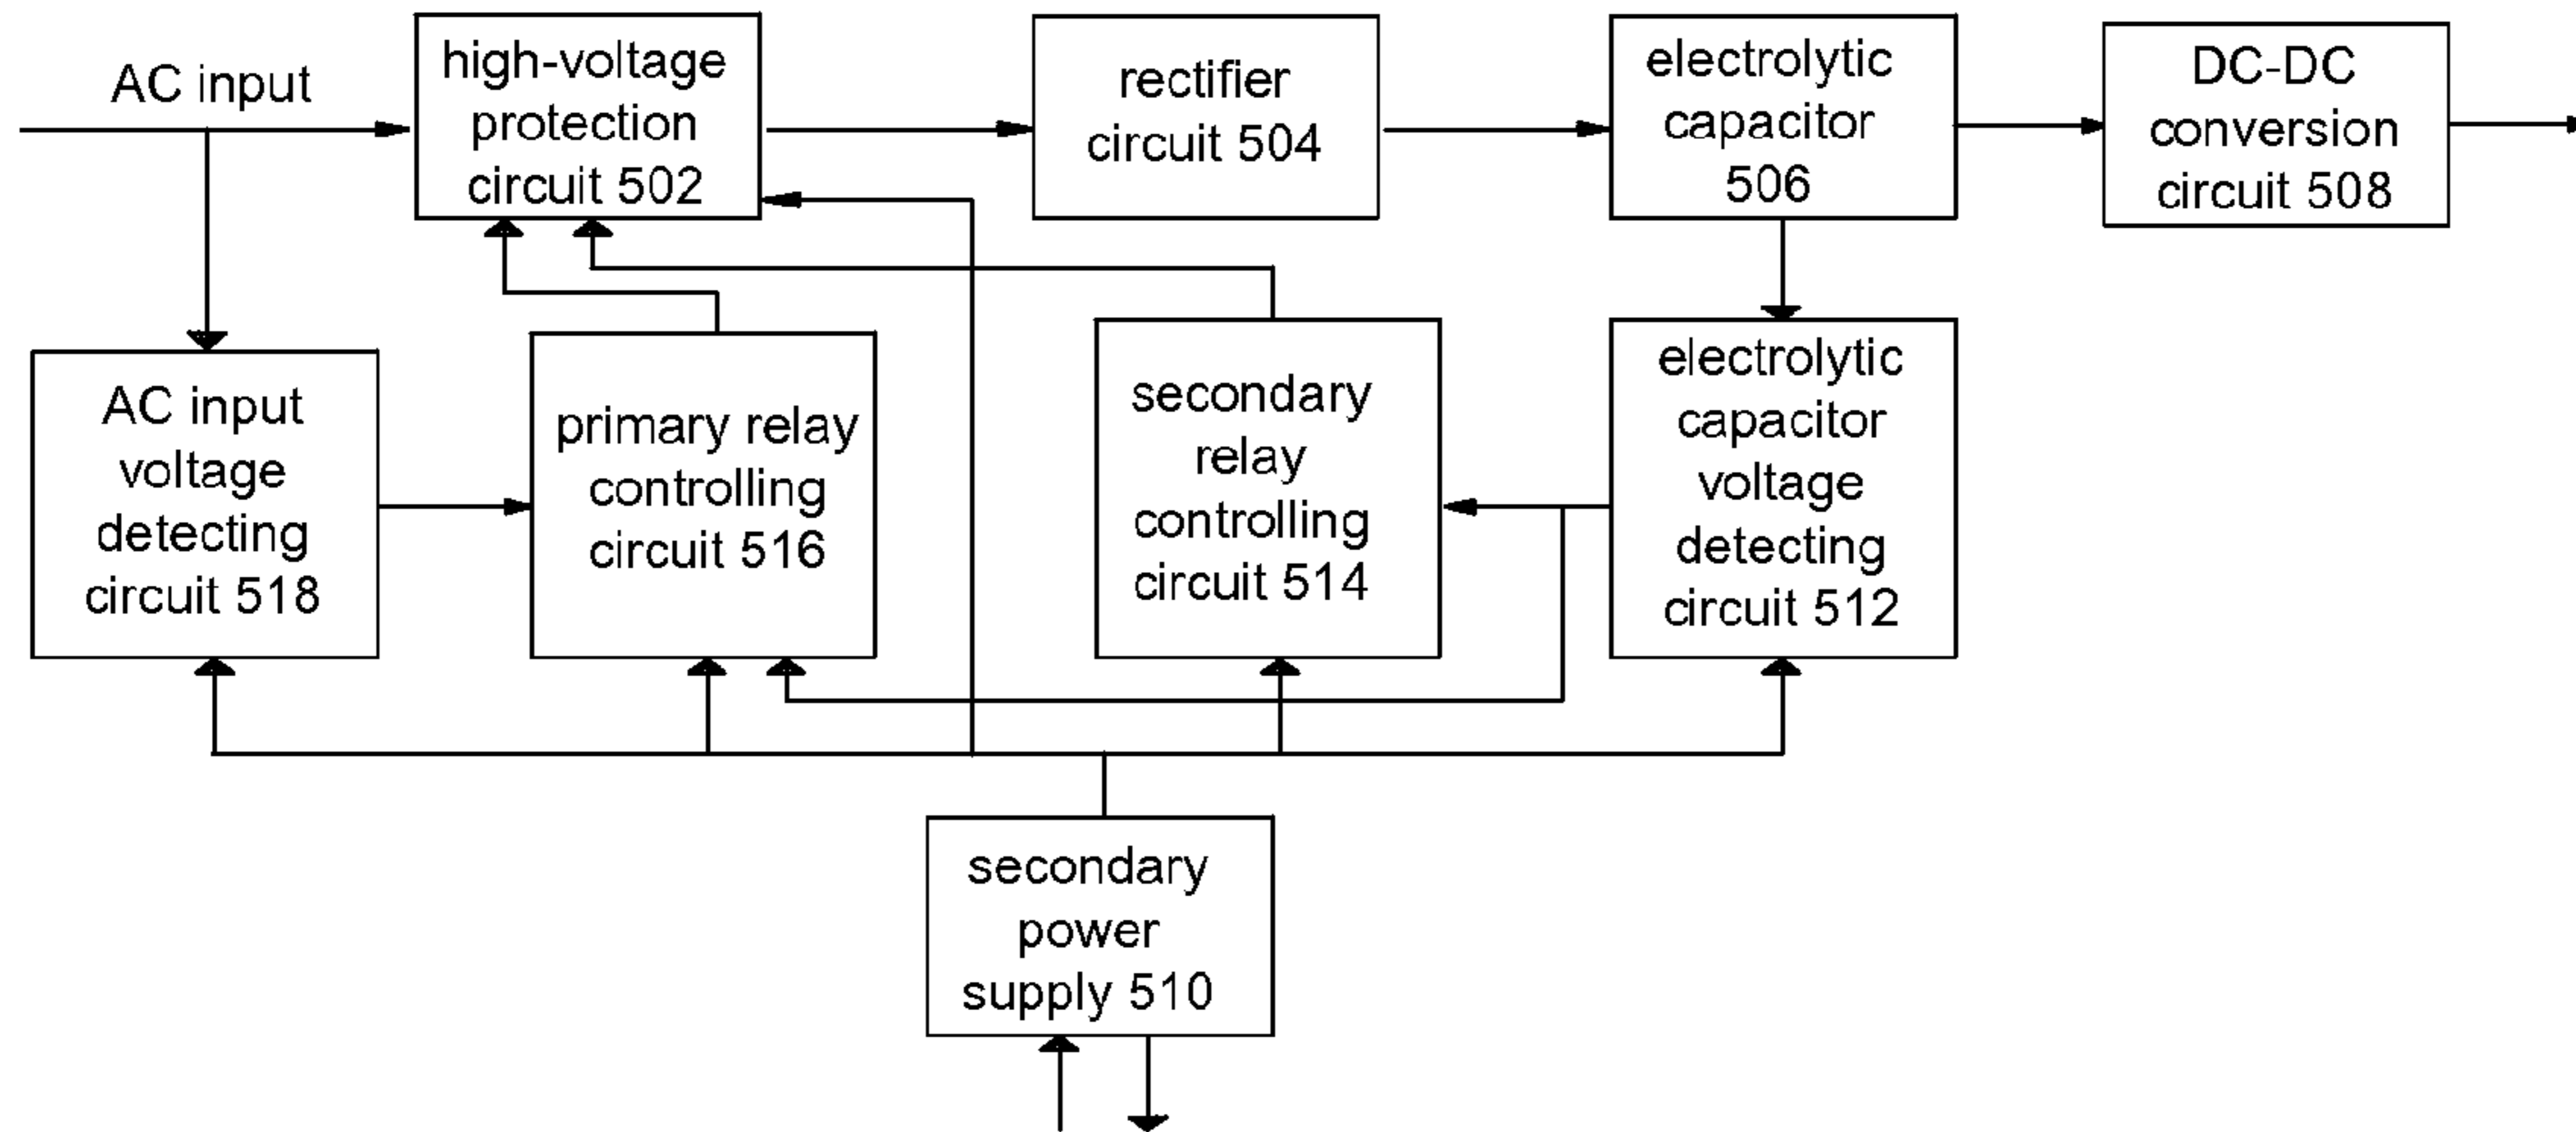 AC input
high-voltage
protection
circuit 502
rectifier
circuit 504
electrolytic
capacitor
506
DC-DC
conversion
circuit 508
AC input
voltage
detecting
circuit 518
primary relay
controlling
circuit 516
secondary
relay
controlling
circuit 514
electrolytic
capacitor
voltage
detecting
circuit 512
secondary
power
supply 510